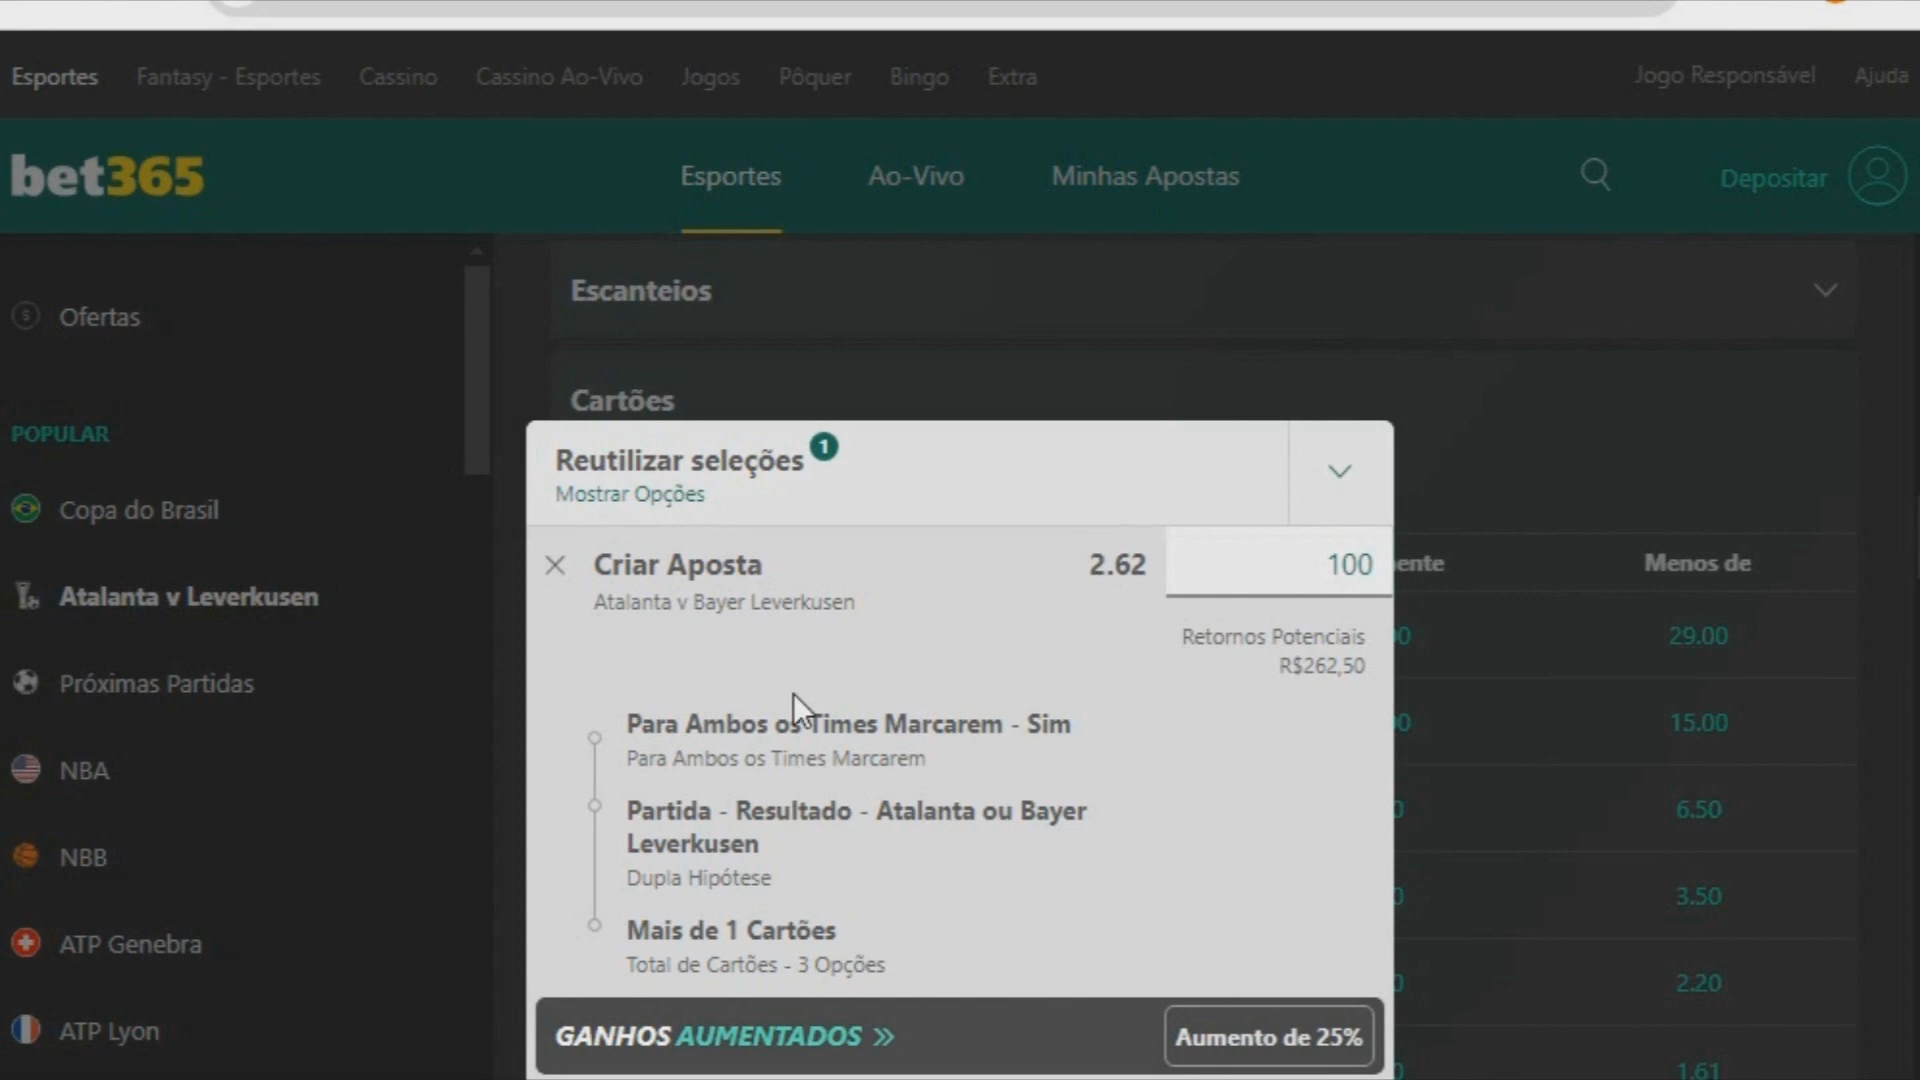 Esportes Fantasy - Esportes Cassino Cassino Ao-Vivo Jogos Pôquer Bingo Extra Jogo Responsável Ajuda
bet365 Esportes Ao-Vivo Minhas Apostas Depositar
Ofertas
POPULAR
Copa do Brasil
Atalanta v Leverkusen
Próximas Partidas
NBA
NBB
ATP Genebra
ATP Lyon
Escanteios
Cartões
Reutilizar seleções 1
Mostrar Opções
Criar Aposta 2.62 100
Atalanta v Bayer Leverkusen
Retornos Potenciais
R$262,50
Para Ambos os Times Marcarem - Sim
Para Ambos os Times Marcarem
Partida - Resultado - Atalanta ou Bayer
Leverkusen
Dupla Hipótese
Mais de 1 Cartões
Total de Cartões - 3 Opções
GANHOS AUMENTADOS » Aumento de 25%
Menos de
29.00
15.00
6.50
3.50
2.20
1.61